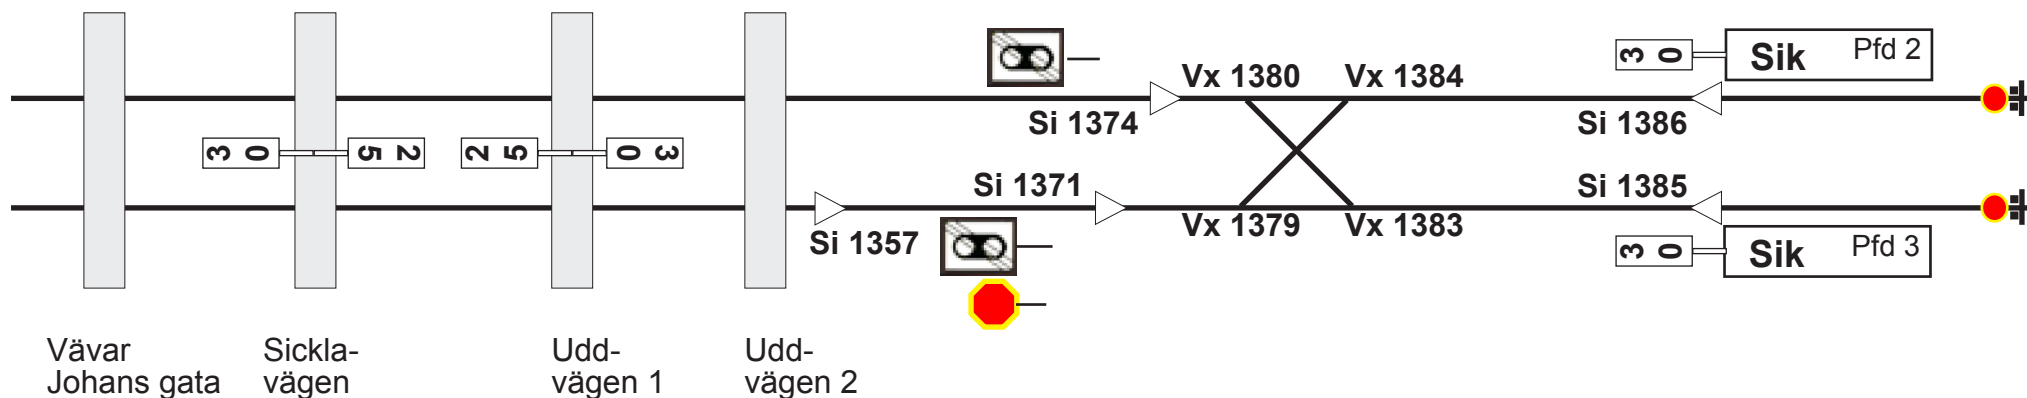 Sik Pfd 2
30
Vx 1380 Vx 1384
Si 1374 Si 1386
30 25 25 30
Si 1371 Si 1385
Si 1357 Vx 1379 Vx 1383
30
Sik Pfd 3
Vävar
Johans gata
Sickla-
vägen
Udd-
vägen 1
Udd-
vägen 2